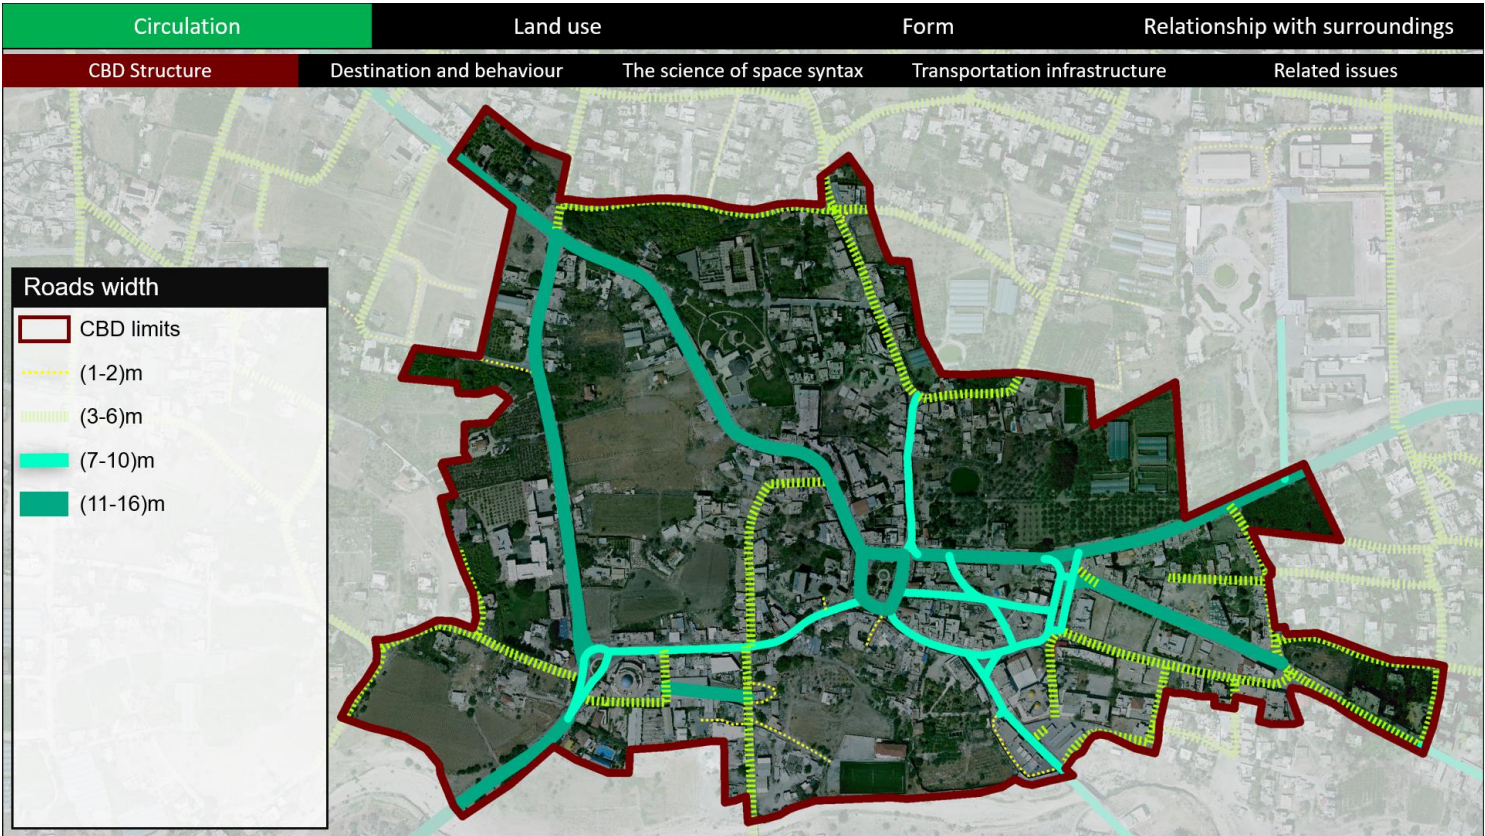 Circulation
Land use
Form
Relationship with surroundings
CBD Structure
Destination and behaviour
The science of space syntax
Transportation infrastructure
Related issues
Roads width
CBD limits
(1-2)m
(3-6)m
(7-10)m
(11-16)m